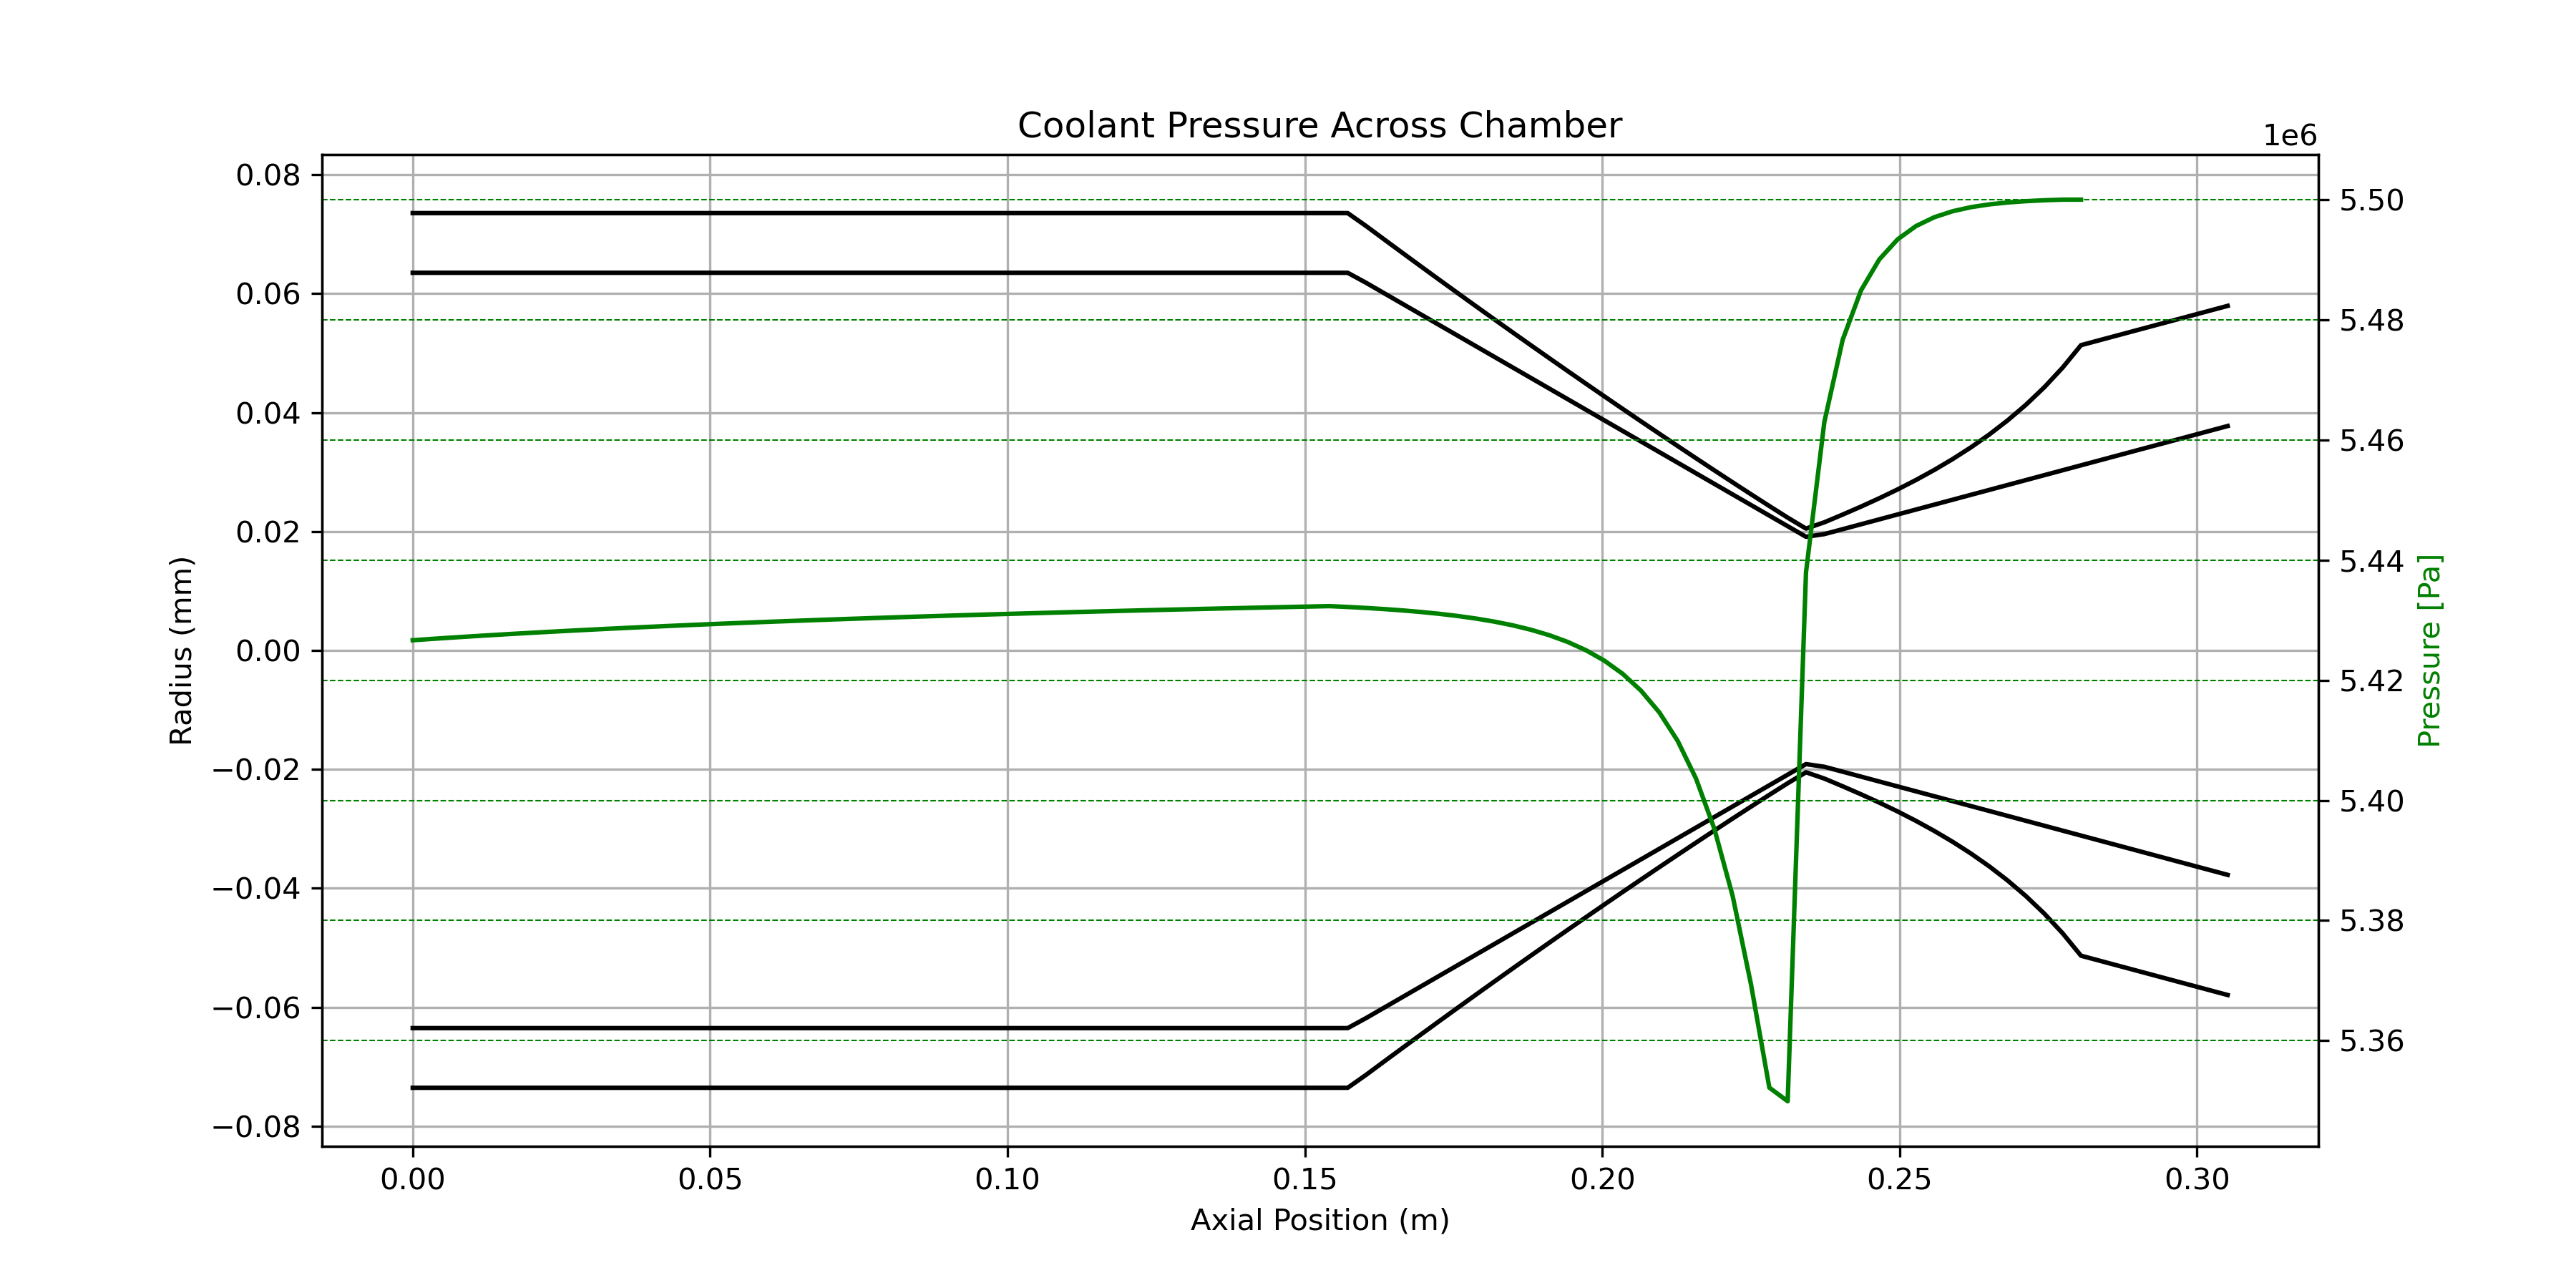 Coolant Pressure Across Chamber
1e6
0.08
0.06
0.04
0.02
0.00
−0.02
−0.04
−0.06
−0.08
Radius (mm)
5.50
5.48
5.46
5.44
5.42
5.40
5.38
5.36
Pressure [Pa]
0.00 0.05 0.10 0.15 0.20 0.25 0.30
Axial Position (m)